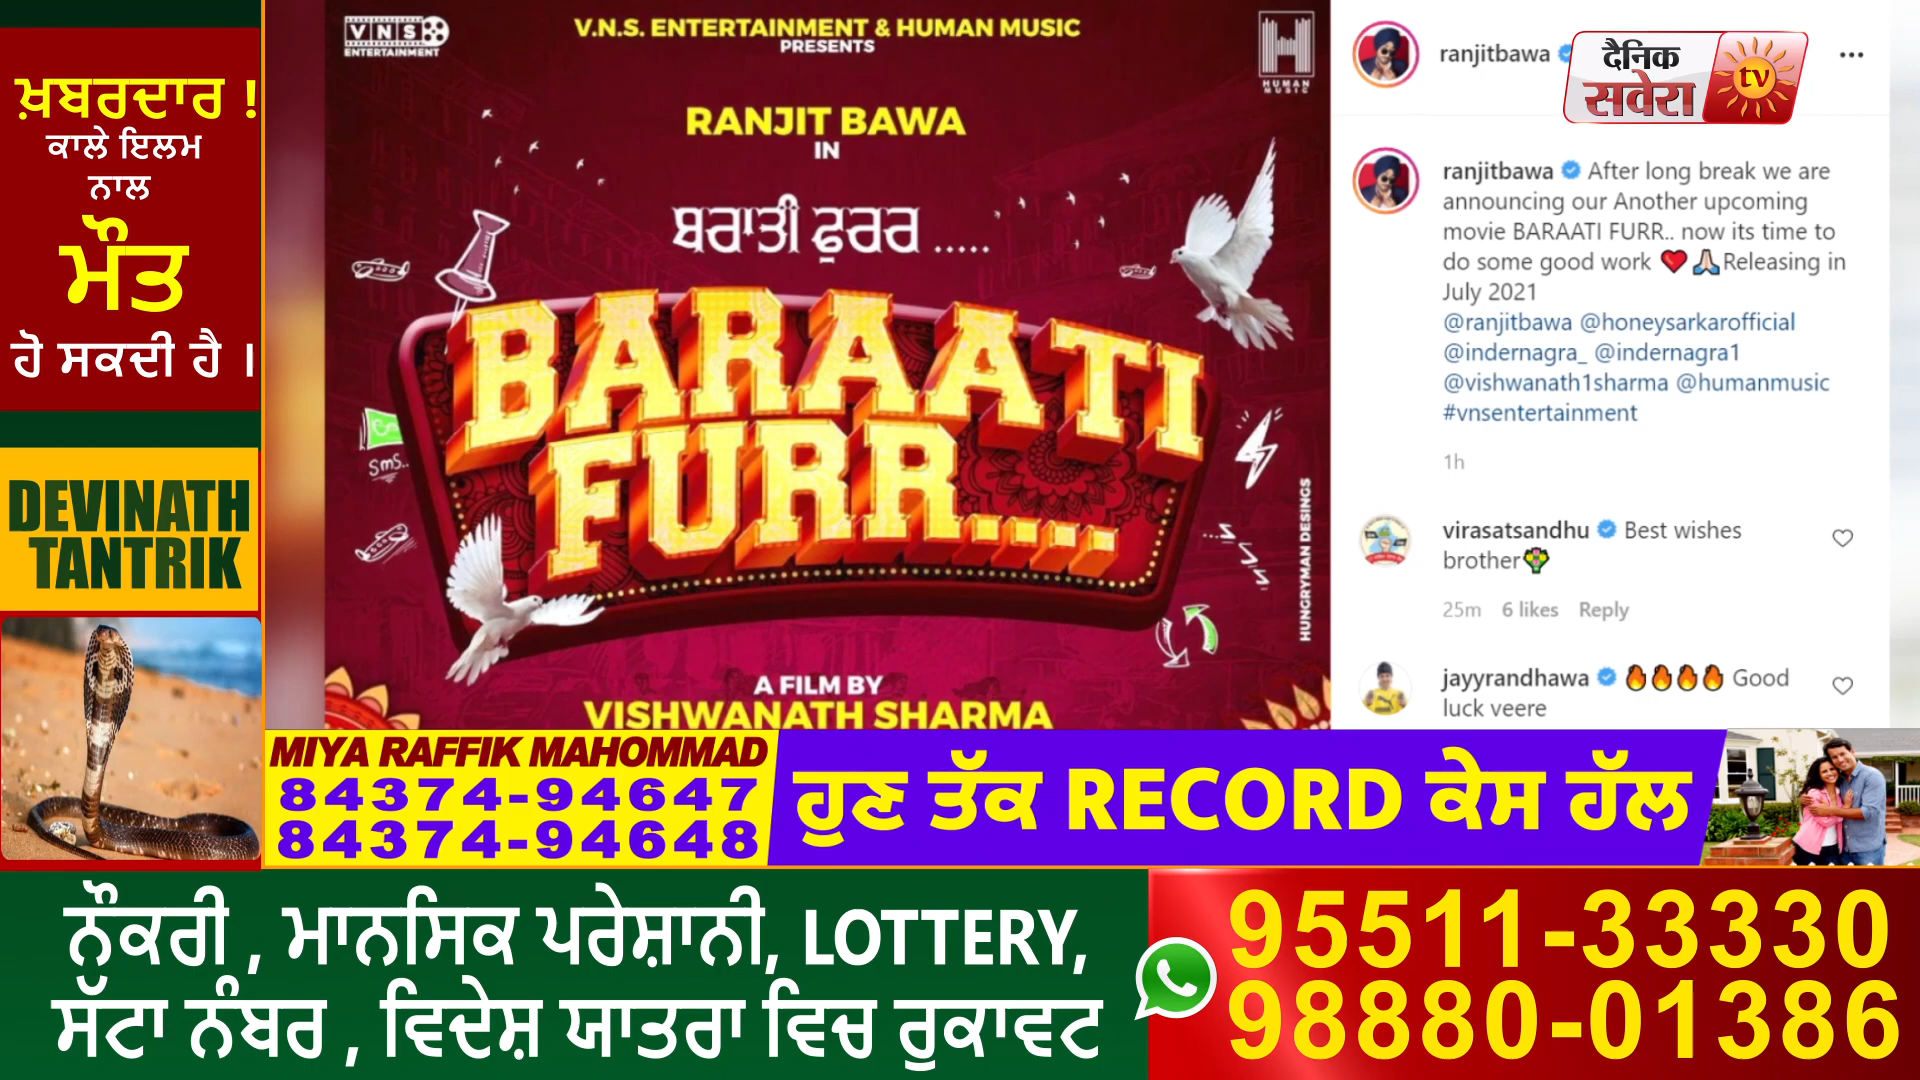 ਖ਼ਬਰਦਾਰ !
ਕਾਲੇ ਇਲਮ
ਨਾਲ
ਮੌਤ
ਹੋ ਸਕਦੀ ਹੈ ।
DEVINATH
TANTRIK
VNS
ENTERTAINMENT
V.N.S. ENTERTAINMENT & HUMAN MUSIC
PRESENTS
HUMAN
MUSIC
RANJIT BAWA
IN
ਬਰਾਤੀ ਫੁਰਰ .....
BARAATI
FURR....
SmS..
HUNGRYMAN DESINGS
A FILM BY
VISHWANATH SHARMA
ranjitbawa
दैनिक
सवेरा
tv
ranjitbawa After long break we are
announcing our Another upcoming
movie BARAATI FURR.. now its time to
do some good work ❤️🙏🏻Releasing in
July 2021
@ranjitbawa @honeysarkarofficial
@indernagra_ @indernagra1
@vishwanath1sharma @humanmusic
#vnsentertainment
1h
virasatsandhu Best wishes
brother💐
25m 6 likes Reply
jayyrandhawa 🔥🔥🔥🔥 Good
luck veere
MIYA RAFFIK MAHOMMAD
84374-94647
84374-94648
ਹੁਣ ਤੱਕ RECORD ਕੇਸ ਹੱਲ
ਨੌਕਰੀ , ਮਾਨਸਿਕ ਪਰੇਸ਼ਾਨੀ, LOTTERY,
ਸੱਟਾ ਨੰਬਰ , ਵਿਦੇਸ਼ ਯਾਤਰਾ ਵਿਚ ਰੁਕਾਵਟ
95511-33330
98880-01386